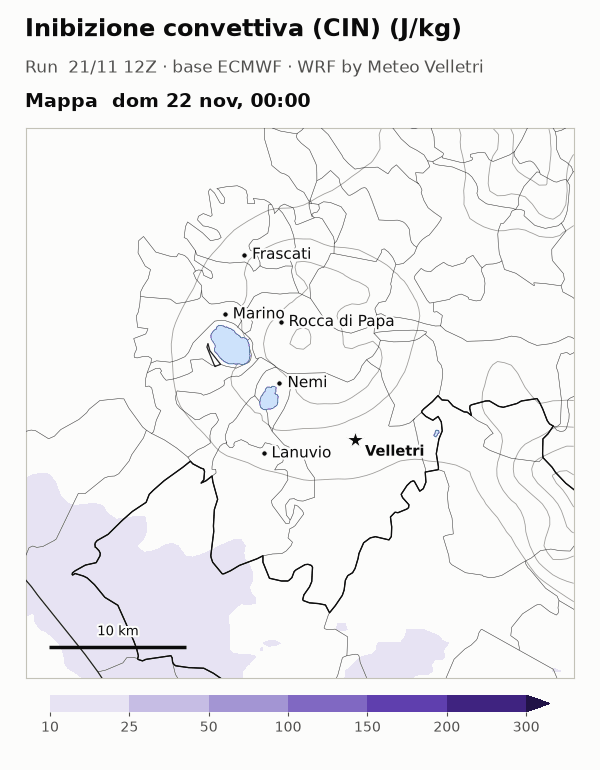 Inibizione convettiva (CIN) (J/kg)
Run  21/11 12Z · base ECMWF · WRF by Meteo Velletri
Mappa  dom 22 nov, 00:00
Frascati
Marino
Rocca di Papa
Nemi
Velletri
Lanuvio
10 km
10 25 50 100 150 200 300